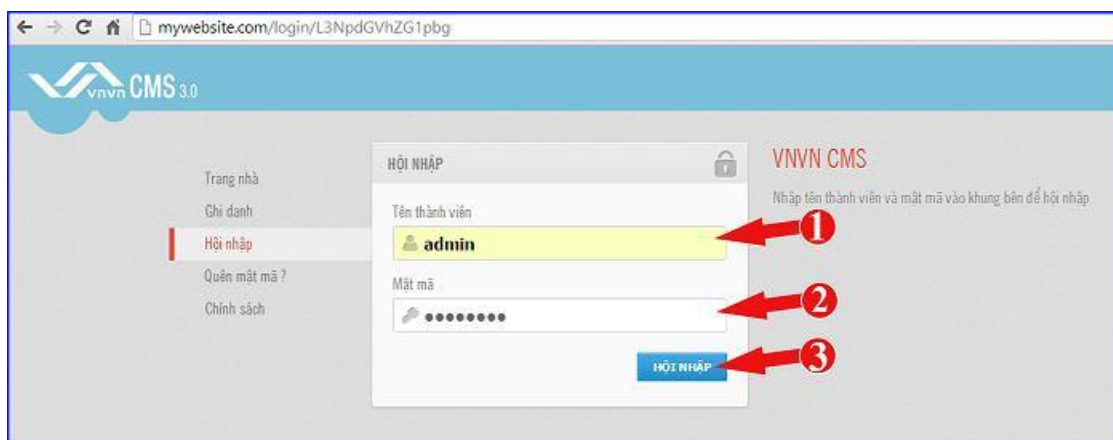 mywebsite.com/login/L3NpdGVhZG1pbg
vnvn CMS 3.0
Trang nhà
Ghi danh
Hội nhập
Quên mật mã ?
Chính sách
HỘI NHẬP
Tên thành viên
admin
Mật mã
HỘI NHẬP
VNVN CMS
Nhập tên thành viên và mật mã vào khung bên để hội nhập
1
2
3